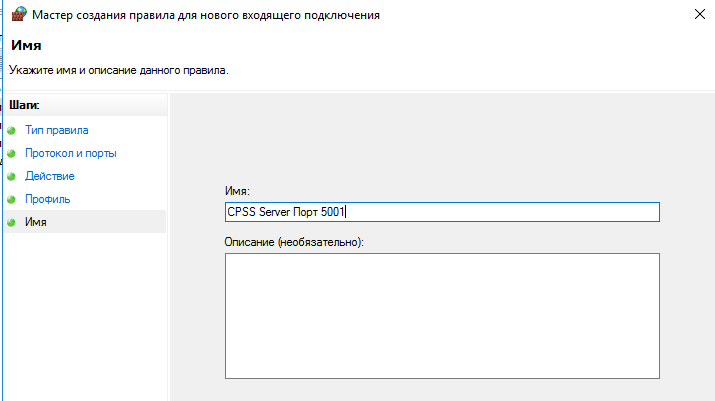 Мастер создания правила для нового входящего подключения
Имя
Укажите имя и описание данного правила.
Шаги:
Тип правила
Протокол и порты
Действие
Профиль
Имя
Имя:
CPSS Server Порт 5001
Описание (необязательно):